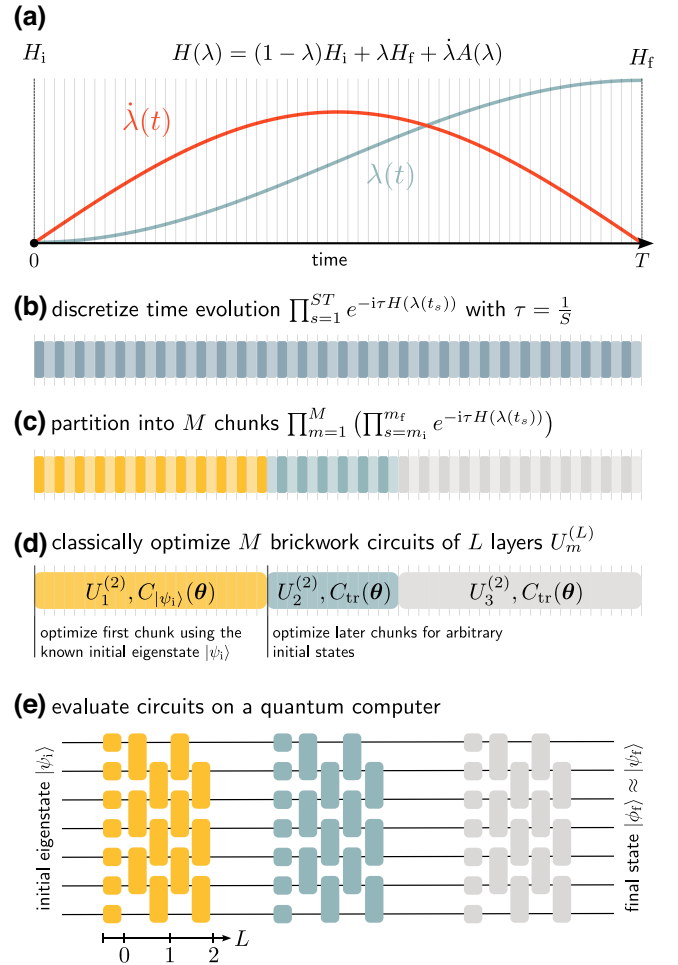 (a)
H(λ) = (1 − λ)H_i + λH_f + λ̇A(λ)
H_i
H_f
λ̇(t)
λ(t)
0
time
T
(b) discretize time evolution ∏_{s=1}^{ST} e^{−iτH(λ(t_s))} with τ = 1/S
(c) partition into M chunks ∏_{m=1}^{M} (∏_{s=m_i}^{m_f} e^{−iτH(λ(t_s))})
(d) classically optimize M brickwork circuits of L layers U_m^{(L)}
U_1^{(2)}, C_{|ψ_i⟩}(θ)
U_2^{(2)}, C_tr(θ)
U_3^{(2)}, C_tr(θ)
optimize first chunk using the
known initial eigenstate |ψ_i⟩
optimize later chunks for arbitrary
initial states
(e) evaluate circuits on a quantum computer
initial eigenstate |ψ_i⟩
final state |ϕ_f⟩ ≈ |ψ_f⟩
0 1 2 L